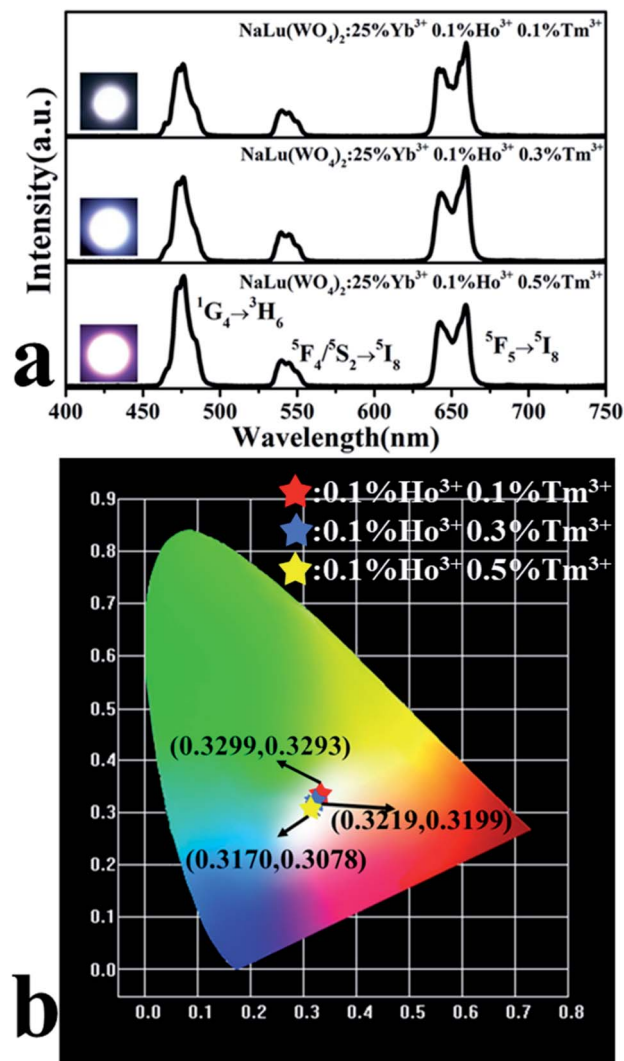 NaLu(WO₄)₂:25%Yb³⁺ 0.1%Ho³⁺ 0.1%Tm³⁺
NaLu(WO₄)₂:25%Yb³⁺ 0.1%Ho³⁺ 0.3%Tm³⁺
NaLu(WO₄)₂:25%Yb³⁺ 0.1%Ho³⁺ 0.5%Tm³⁺
¹G₄→³H₆
⁵F₄/⁵S₂→⁵I₈
⁵F₅→⁵I₈
Intensity(a.u.)
a
400 450 500 550 600 650 700 750
Wavelength(nm)
:0.1%Ho³⁺ 0.1%Tm³⁺
:0.1%Ho³⁺ 0.3%Tm³⁺
:0.1%Ho³⁺ 0.5%Tm³⁺
0.9
0.8
0.7
0.6
0.5
0.4
0.3
0.2
0.1
0.0
(0.3299,0.3293)
(0.3219,0.3199)
(0.3170,0.3078)
0.0 0.1 0.2 0.3 0.4 0.5 0.6 0.7 0.8
b